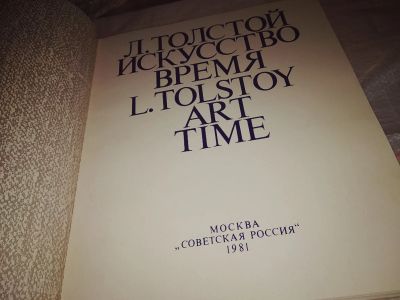 Л.ТОЛСТОЙ
ИСКУССТВО
ВРЕМЯ
L.TOLSTOY
ART
TIME
МОСКВА
„СОВЕТСКАЯ РОССИЯ“
1981